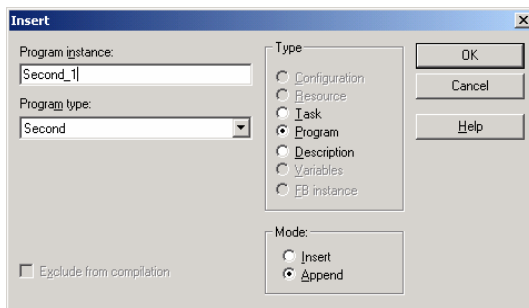 Insert
Program instance:
Second_1
Program type:
Second
Exclude from compilation
Type
Configuration
Resource
Task
Program
Description
Variables
FB instance
Mode:
Insert
Append
OK
Cancel
Help